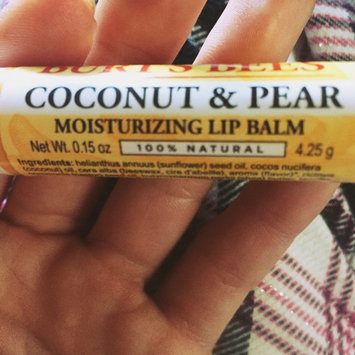 BURT'S BEES
COCONUT & PEAR
MOISTURIZING LIP BALM
Net Wt. 0.15 oz 100% NATURAL 4.25 g
Ingredients: helianthus annuus (sunflower) seed oil, cocos nucifera
(coconut) oil, cera alba (beeswax, cire d'abeille), aroma (flavor)*, ricinus